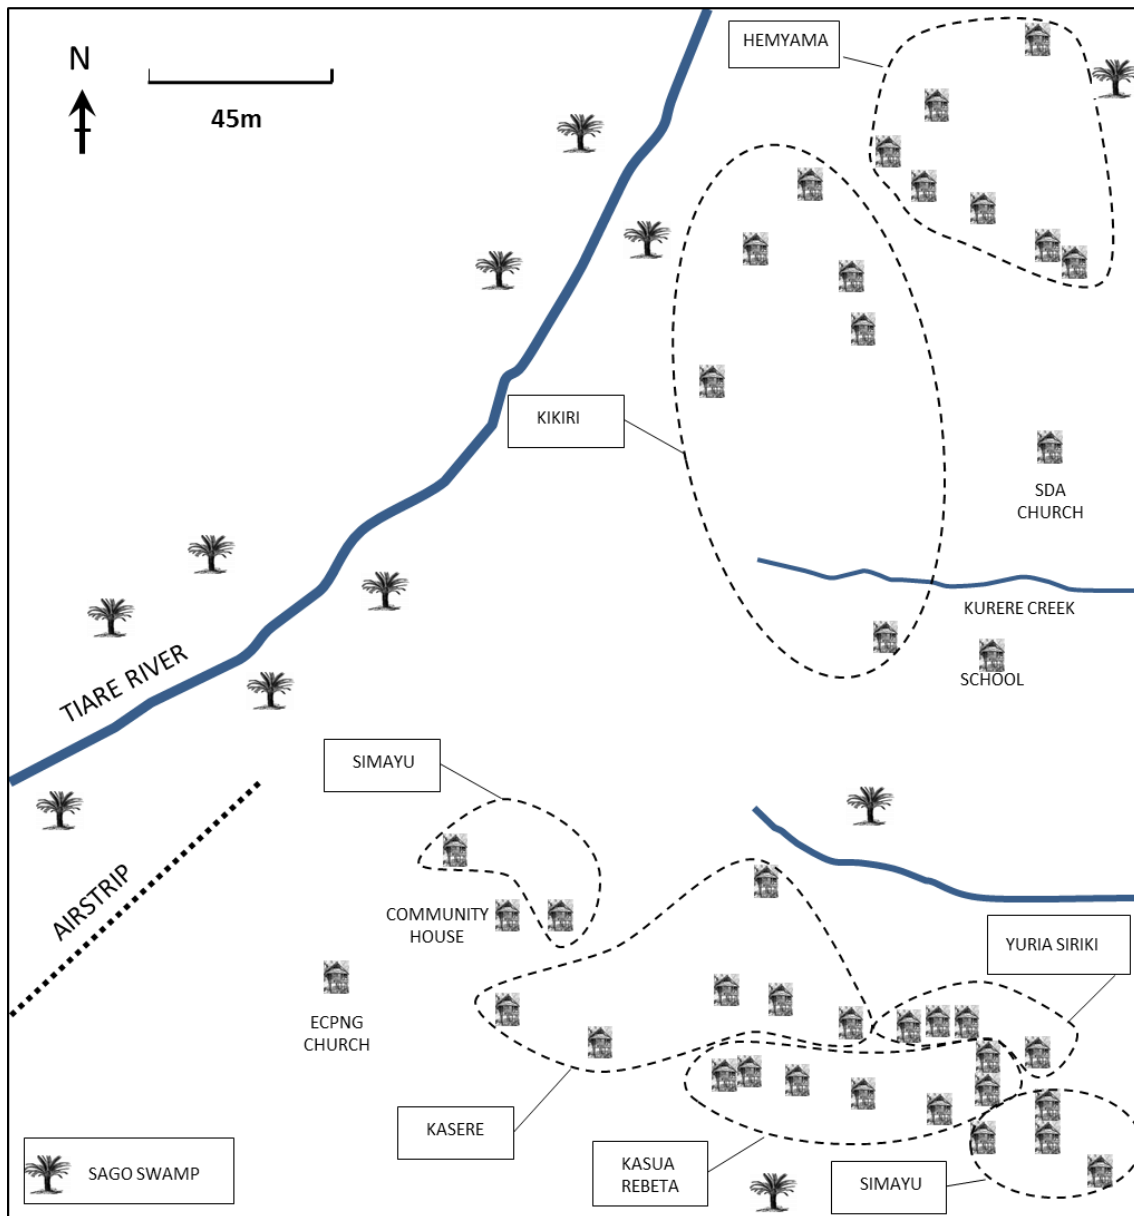 HEMYAMA
N
45m
KIKIRI
SDA
CHURCH
KURERE CREEK
SCHOOL
TIARE RIVER
SIMAYU
AIRSTRIP
COMMUNITY
HOUSE
YURIA SIRIKI
ECPNG
CHURCH
KASERE
KASUA
REBETA
SIMAYU
SAGO SWAMP